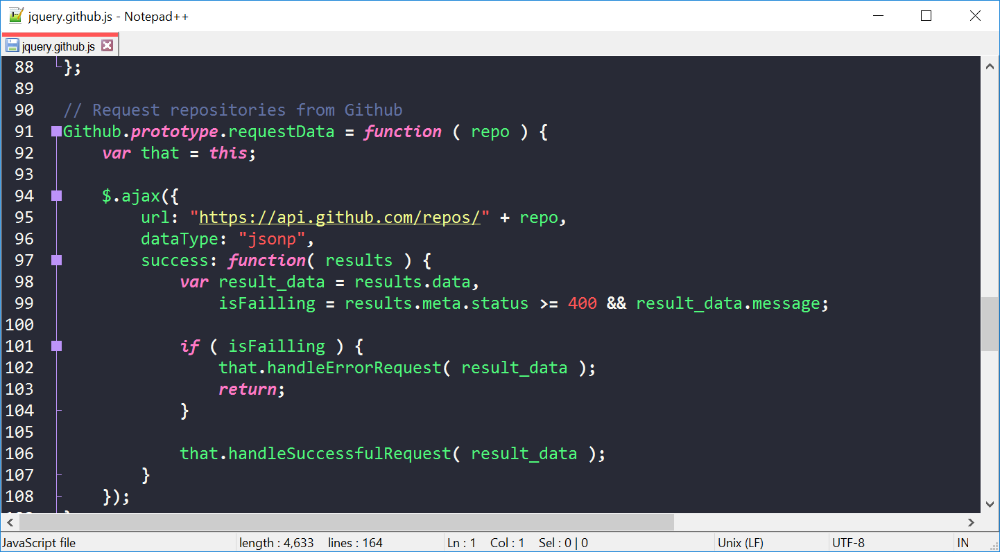 jquery.github.js - Notepad++
jquery.github.js
88 };
89
90 // Request repositories from Github
91 Github.prototype.requestData = function ( repo ) {
92     var that = this;
93
94     $.ajax({
95         url: "https://api.github.com/repos/" + repo,
96         dataType: "jsonp",
97         success: function( results ) {
98             var result_data = results.data,
99                 isFailling = results.meta.status >= 400 && result_data.message;
100
101             if ( isFailling ) {
102                 that.handleErrorRequest( result_data );
103                 return;
104             }
105
106             that.handleSuccessfulRequest( result_data );
107         }
108     });
JavaScript file length : 4,633 lines : 164 Ln : 1 Col : 1 Sel : 0 | 0 Unix (LF) UTF-8 IN